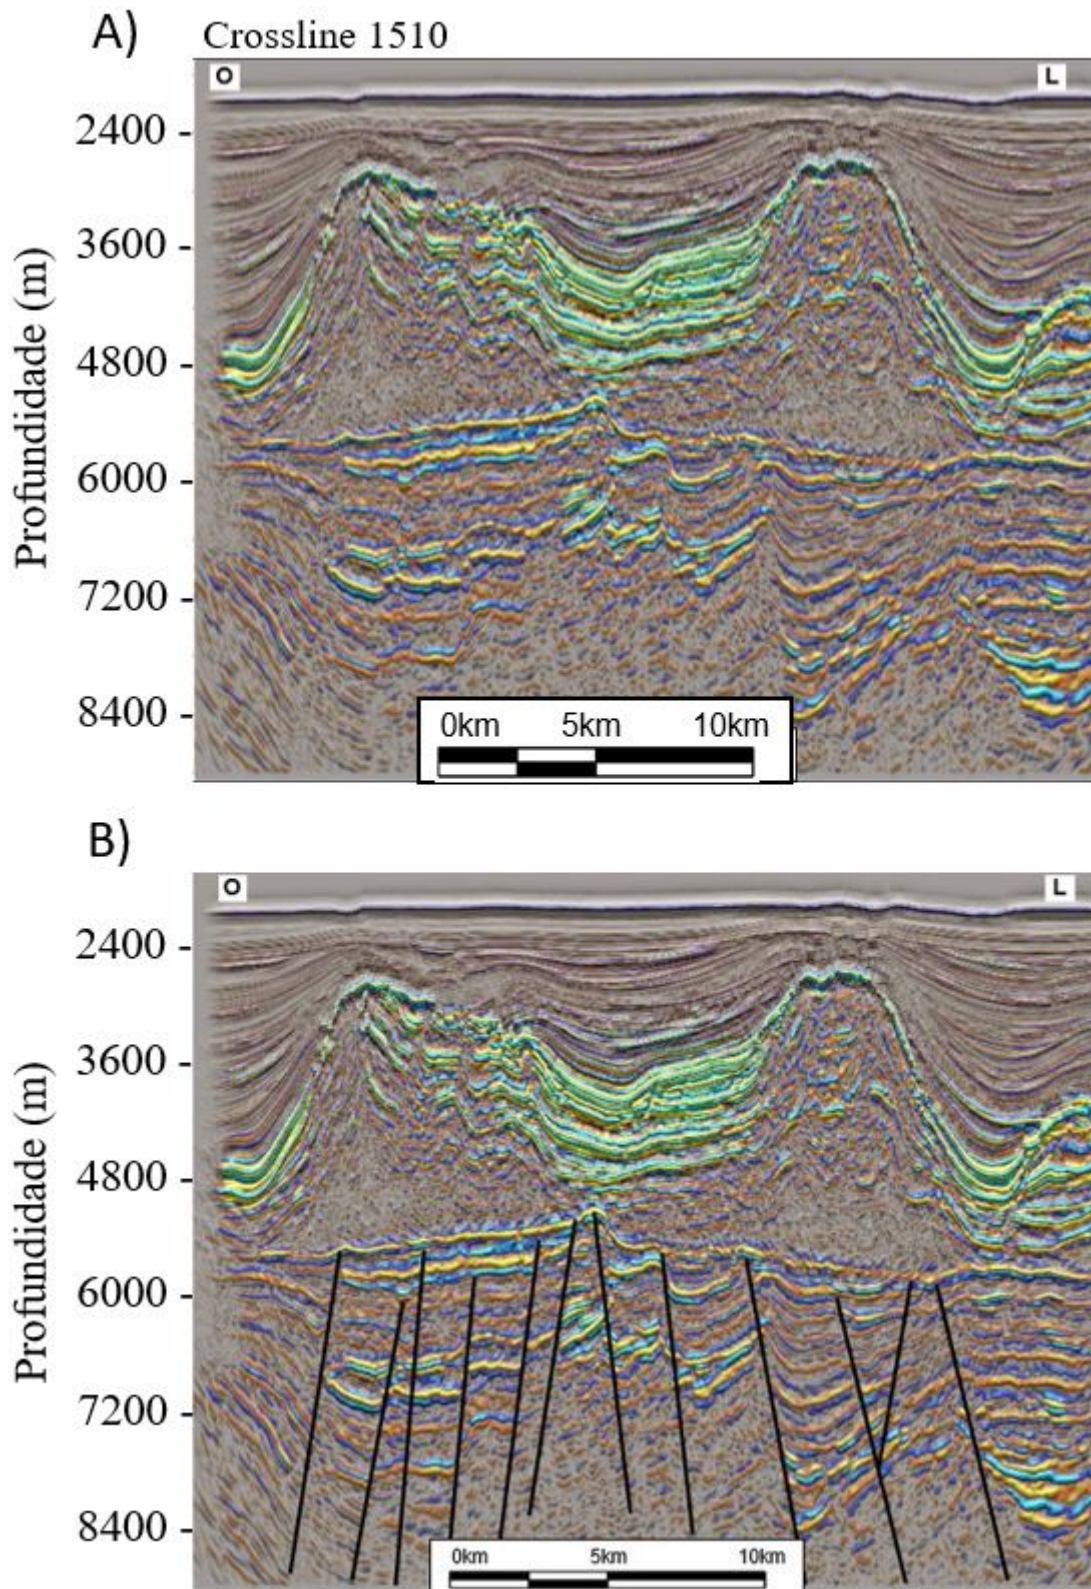 A)
Crossline 1510
O L
2400 -
3600 -
4800 -
6000 -
7200 -
8400 -
Profundidade (m)
0km 5km 10km
B)
O L
2400 -
3600 -
4800 -
6000 -
7200 -
8400 -
Profundidade (m)
0km 5km 10km